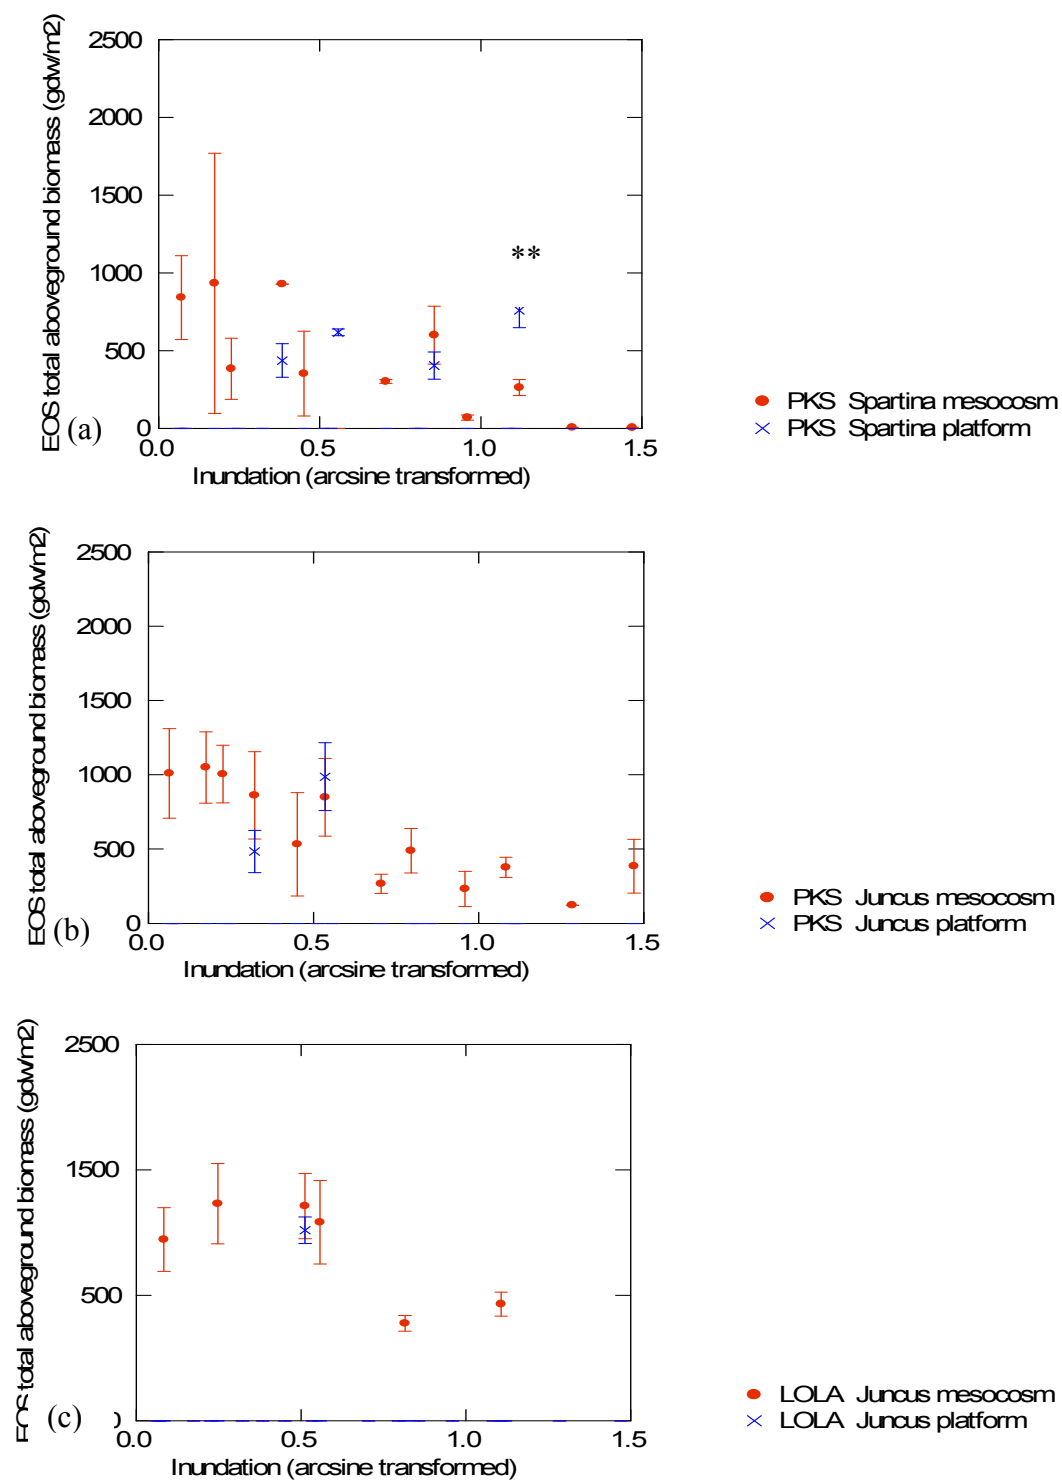 EOS total aboveground biomass (gdw/m2)
2500
2000
1500
1000
500
0
**
(a)
0.0 0.5 1.0 1.5
Inundation (arcsine transformed)
PKS Spartina mesocosm
PKS Spartina platform
EOS total aboveground biomass (gdw/m2)
2500
2000
1500
1000
500
0
(b)
0.0 0.5 1.0 1.5
Inundation (arcsine transformed)
PKS Juncus mesocosm
PKS Juncus platform
EOS total aboveground biomass (gdw/m2)
2500
1500
500
0
(c)
0.0 0.5 1.0 1.5
Inundation (arcsine transformed)
LOLA Juncus mesocosm
LOLA Juncus platform